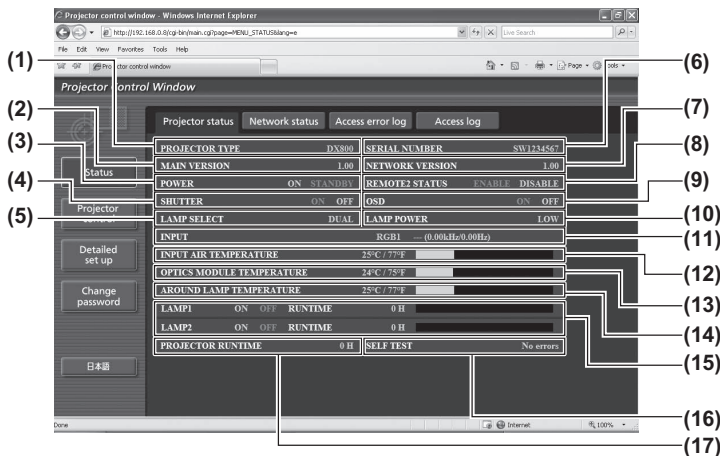 Projector control window - Windows Internet Explorer
http://192.168.0.8/cgi-bin/main.cgi?page=MENU_STATUS&lang=e
Live Search
File Edit View Favorites Tools Help
Projector control window
Page Tools
Projector Control Window
Projector status Network status Access error log Access log
PROJECTOR TYPE DX800 SERIAL NUMBER SW1234567
MAIN VERSION 1.00 NETWORK VERSION 1.00
POWER ON STANDBY REMOTE2 STATUS ENABLE DISABLE
SHUTTER ON OFF OSD ON OFF
LAMP SELECT DUAL LAMP POWER LOW
INPUT RGB1 — (0.00kHz/0.00Hz)
INPUT AIR TEMPERATURE 25°C / 77°F
OPTICS MODULE TEMPERATURE 24°C / 75°F
AROUND LAMP TEMPERATURE 25°C / 77°F
LAMP1 ON OFF RUNTIME 0 H
LAMP2 ON OFF RUNTIME 0 H
PROJECTOR RUNTIME 0 H SELF TEST No errors
Status
Projector
control
Detailed
set up
Change
password
日本語
Done Internet 100%
(1)
(2)
(3)
(4)
(5)
(6)
(7)
(8)
(9)
(10)
(11)
(12)
(13)
(14)
(15)
(16)
(17)